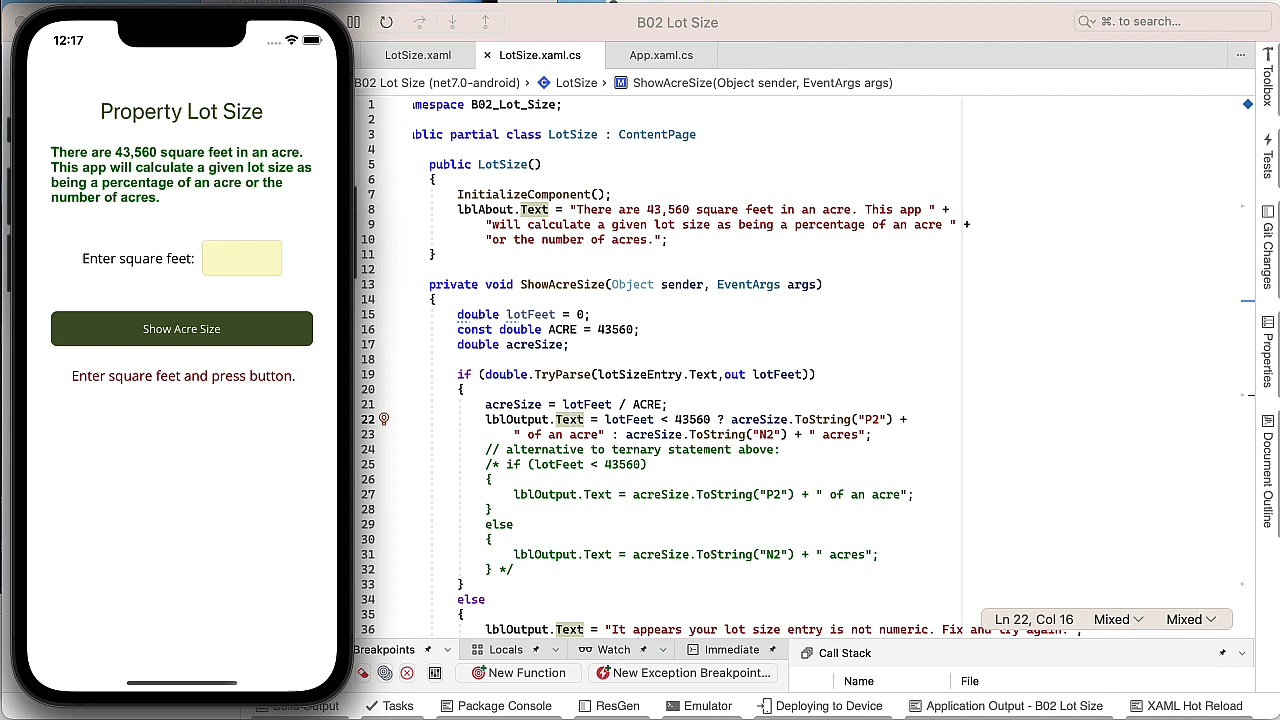 12:17
Property Lot Size
There are 43,560 square feet in an acre.
This app will calculate a given lot size as
being a percentage of an acre or the
number of acres.
Enter square feet:
Show Acre Size
Enter square feet and press button.
B02 Lot Size
⌘. to search...
LotSize.xaml
× LotSize.xaml.cs
App.xaml.cs
B02 Lot Size (net7.0-android) › LotSize › M ShowAcreSize(Object sender, EventArgs args)
1 mespace B02_Lot_Size;
2
3 blic partial class LotSize : ContentPage
4
5 public LotSize()
6 {
7 InitializeComponent();
8 lblAbout.Text = "There are 43,560 square feet in an acre. This app " +
9 "will calculate a given lot size as being a percentage of an acre " +
10 "or the number of acres.";
11 }
12
13 private void ShowAcreSize(Object sender, EventArgs args)
14 {
15 double lotFeet = 0;
16 const double ACRE = 43560;
17 double acreSize;
18
19 if (double.TryParse(lotSizeEntry.Text,out lotFeet))
20 {
21 acreSize = lotFeet / ACRE;
22 lblOutput.Text = lotFeet < 43560 ? acreSize.ToString("P2") +
23 " of an acre" : acreSize.ToString("N2") + " acres";
24 // alternative to ternary statement above:
25 /* if (lotFeet < 43560)
26 {
27 lblOutput.Text = acreSize.ToString("P2") + " of an acre";
28 }
29 else
30 {
31 lblOutput.Text = acreSize.ToString("N2") + " acres";
32 } */
33 }
34 else
35 {
36 lblOutput.Text = "It appears your lot size entry is not numeric. Fix and try again.";
Ln 22, Col 16 Mixed Mixed
Toolbox
Tests
Git Changes
Properties
Document Outline
Breakpoints
Locals
Watch
Immediate
Call Stack
New Function
New Exception Breakpoint...
Name
File
Build Output
Tasks
Package Console
ResGen
Emulator
Deploying to Device
Application Output - B02 Lot Size
XAML Hot Reload